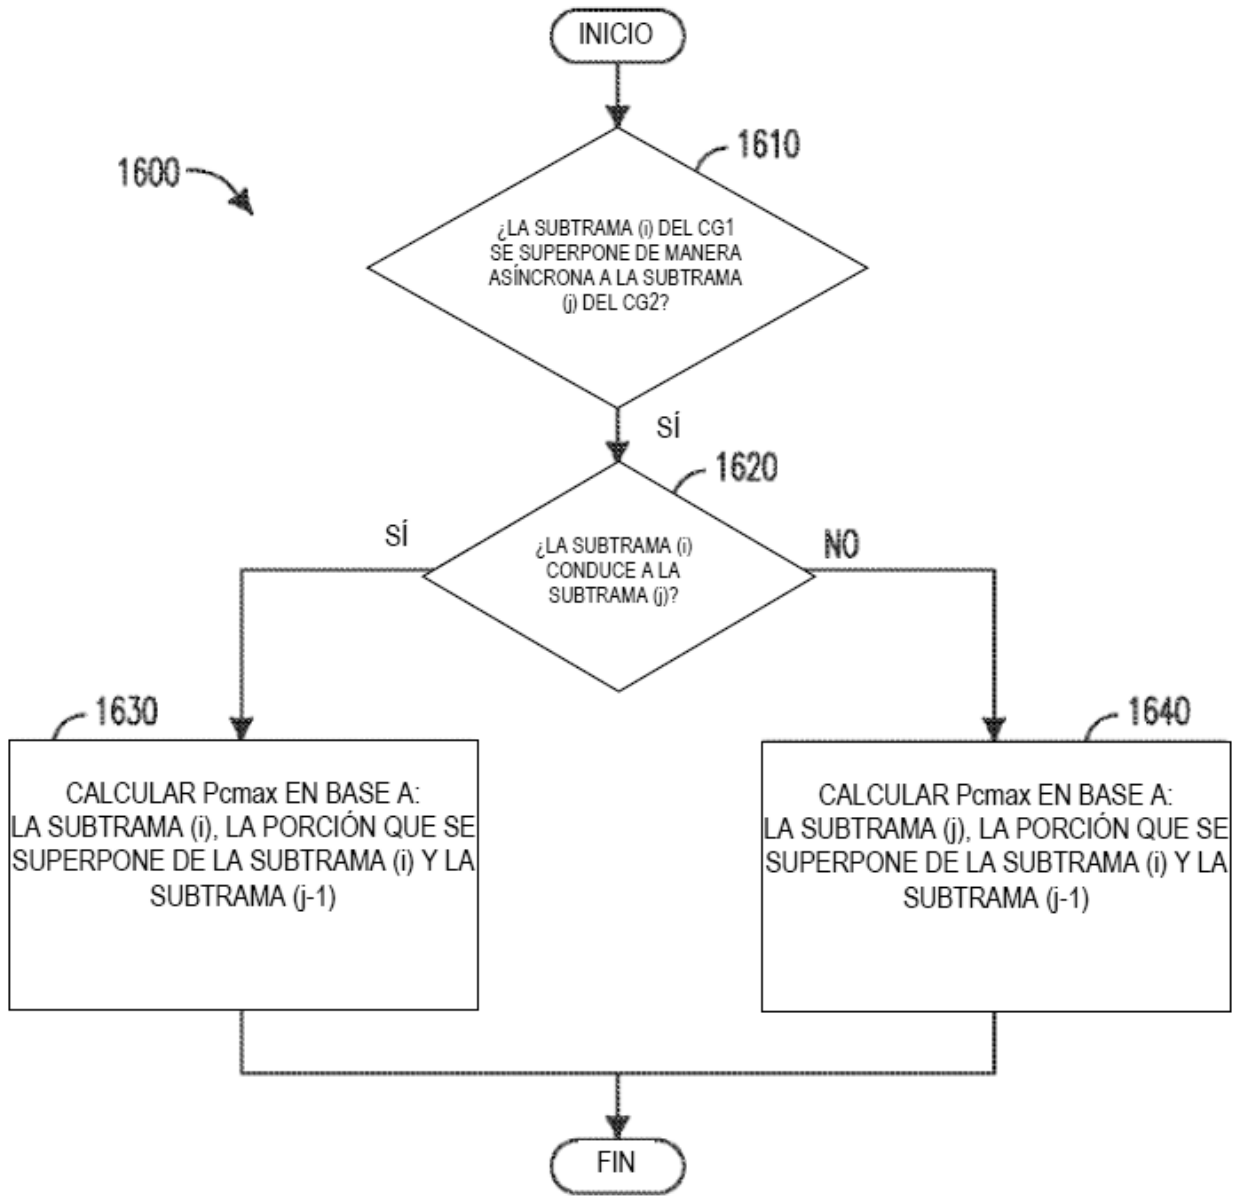 INICIO
1600
1610
¿LA SUBTRAMA (i) DEL CG1
SE SUPERPONE DE MANERA
ASÍNCRONA A LA SUBTRAMA
(j) DEL CG2?
SÍ
1620
SÍ
¿LA SUBTRAMA (i)
CONDUCE A LA
SUBTRAMA (j)?
NO
1630
CALCULAR Pcmax EN BASE A:
LA SUBTRAMA (i), LA PORCIÓN QUE SE
SUPERPONE DE LA SUBTRAMA (i) Y LA
SUBTRAMA (j-1)
1640
CALCULAR Pcmax EN BASE A:
LA SUBTRAMA (j), LA PORCIÓN QUE SE
SUPERPONE DE LA SUBTRAMA (i) Y LA
SUBTRAMA (j-1)
FIN